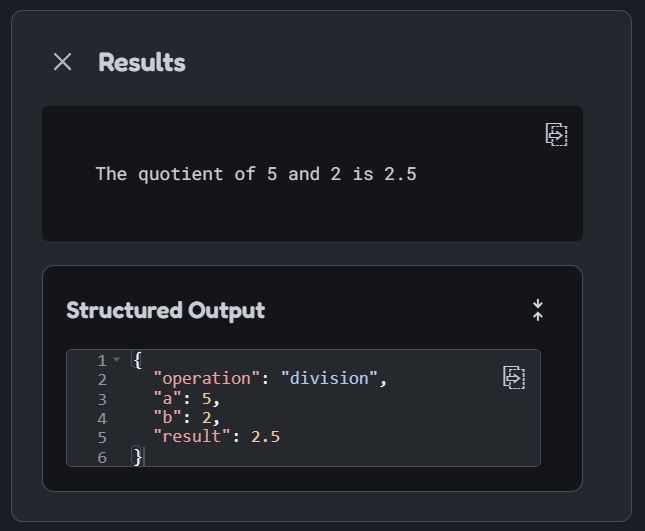 Results
The quotient of 5 and 2 is 2.5
Structured Output
1 {
2 "operation": "division",
3 "a": 5,
4 "b": 2,
5 "result": 2.5
6 }